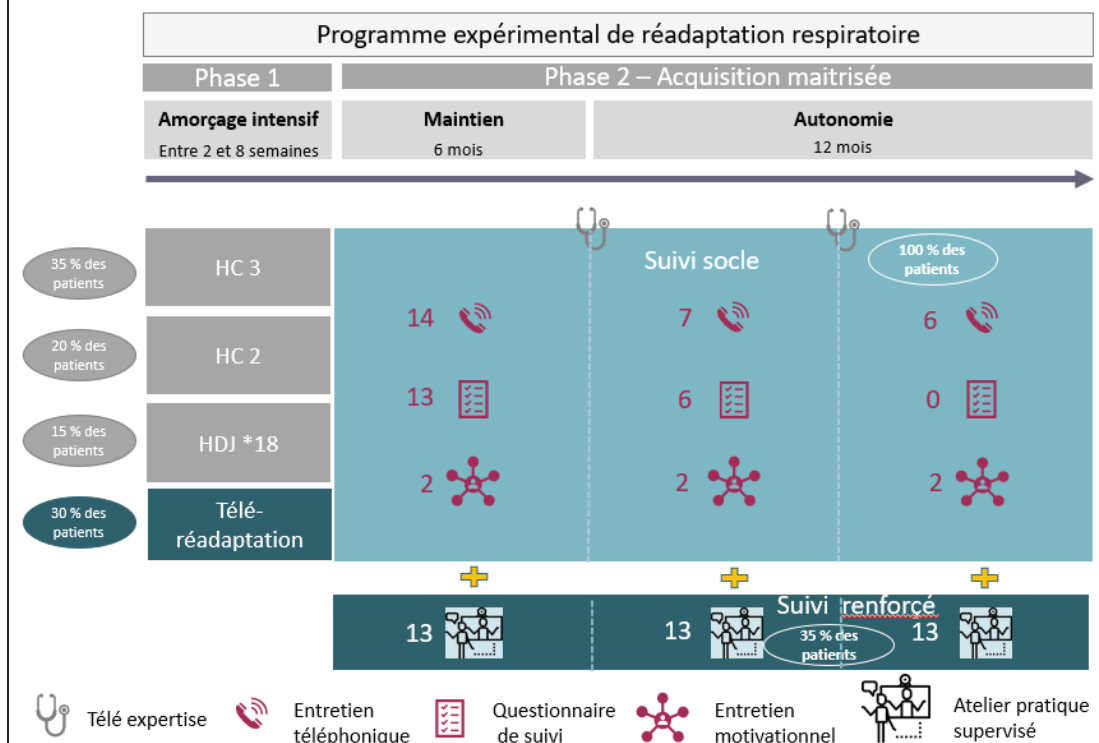 Programme expérimental de réadaptation respiratoire
Phase 1
Phase 2 – Acquisition maitrisée
Amorçage intensif
Entre 2 et 8 semaines
Maintien
6 mois
Autonomie
12 mois
35 % des
patients
HC 3
Suivi socle
100 % des
patients
14
7
6
20 % des
patients
HC 2
13
6
0
15 % des
patients
HDJ *18
2
2
2
30 % des
patients
Télé-
réadaptation
Suivi renforcé
13
13
35 % des
patients
13
Télé expertise
Entretien
téléphonique
Questionnaire
de suivi
Entretien
motivationnel
Atelier pratique
supervisé